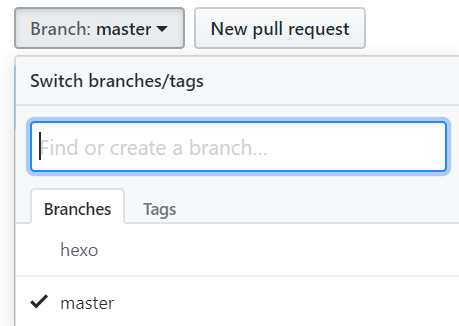 Branch: master New pull request
Switch branches/tags
Find or create a branch...
Branches Tags
hexo
master